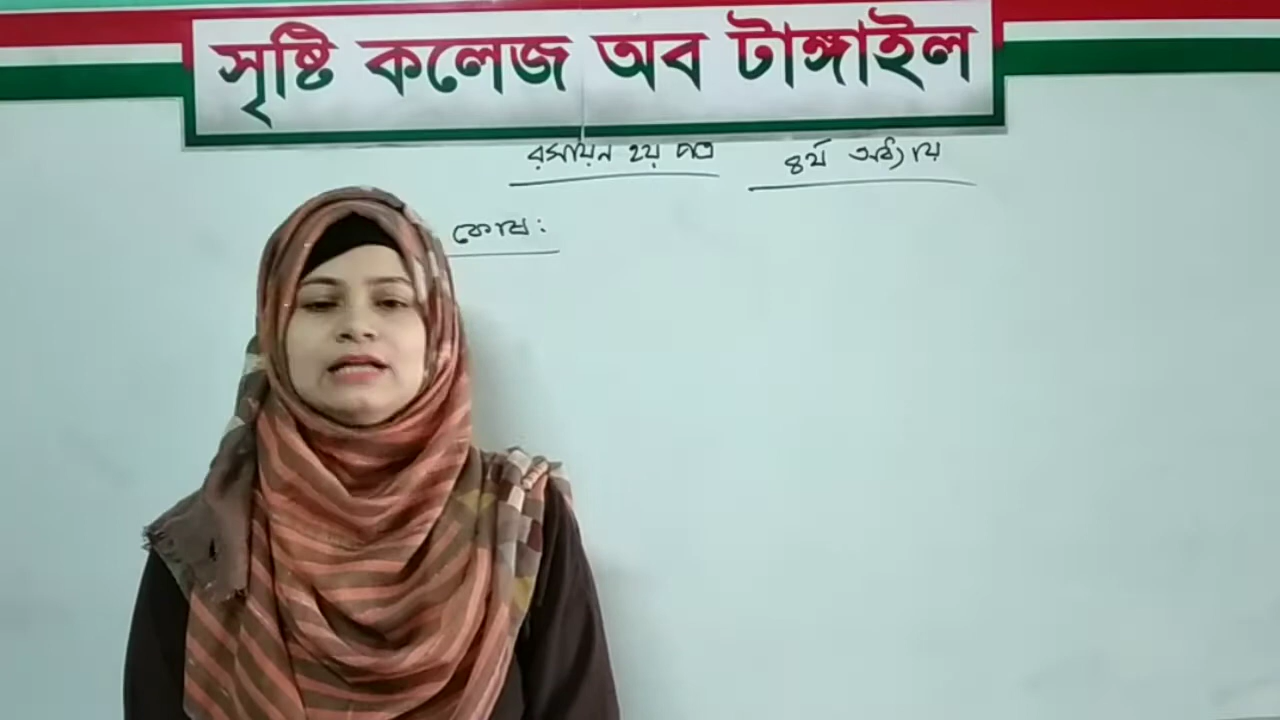 সৃষ্টি কলেজ অব টাঙ্গাইল
রসায়ন ২য় পত্র ৪র্থ অধ্যায়
কোষ: